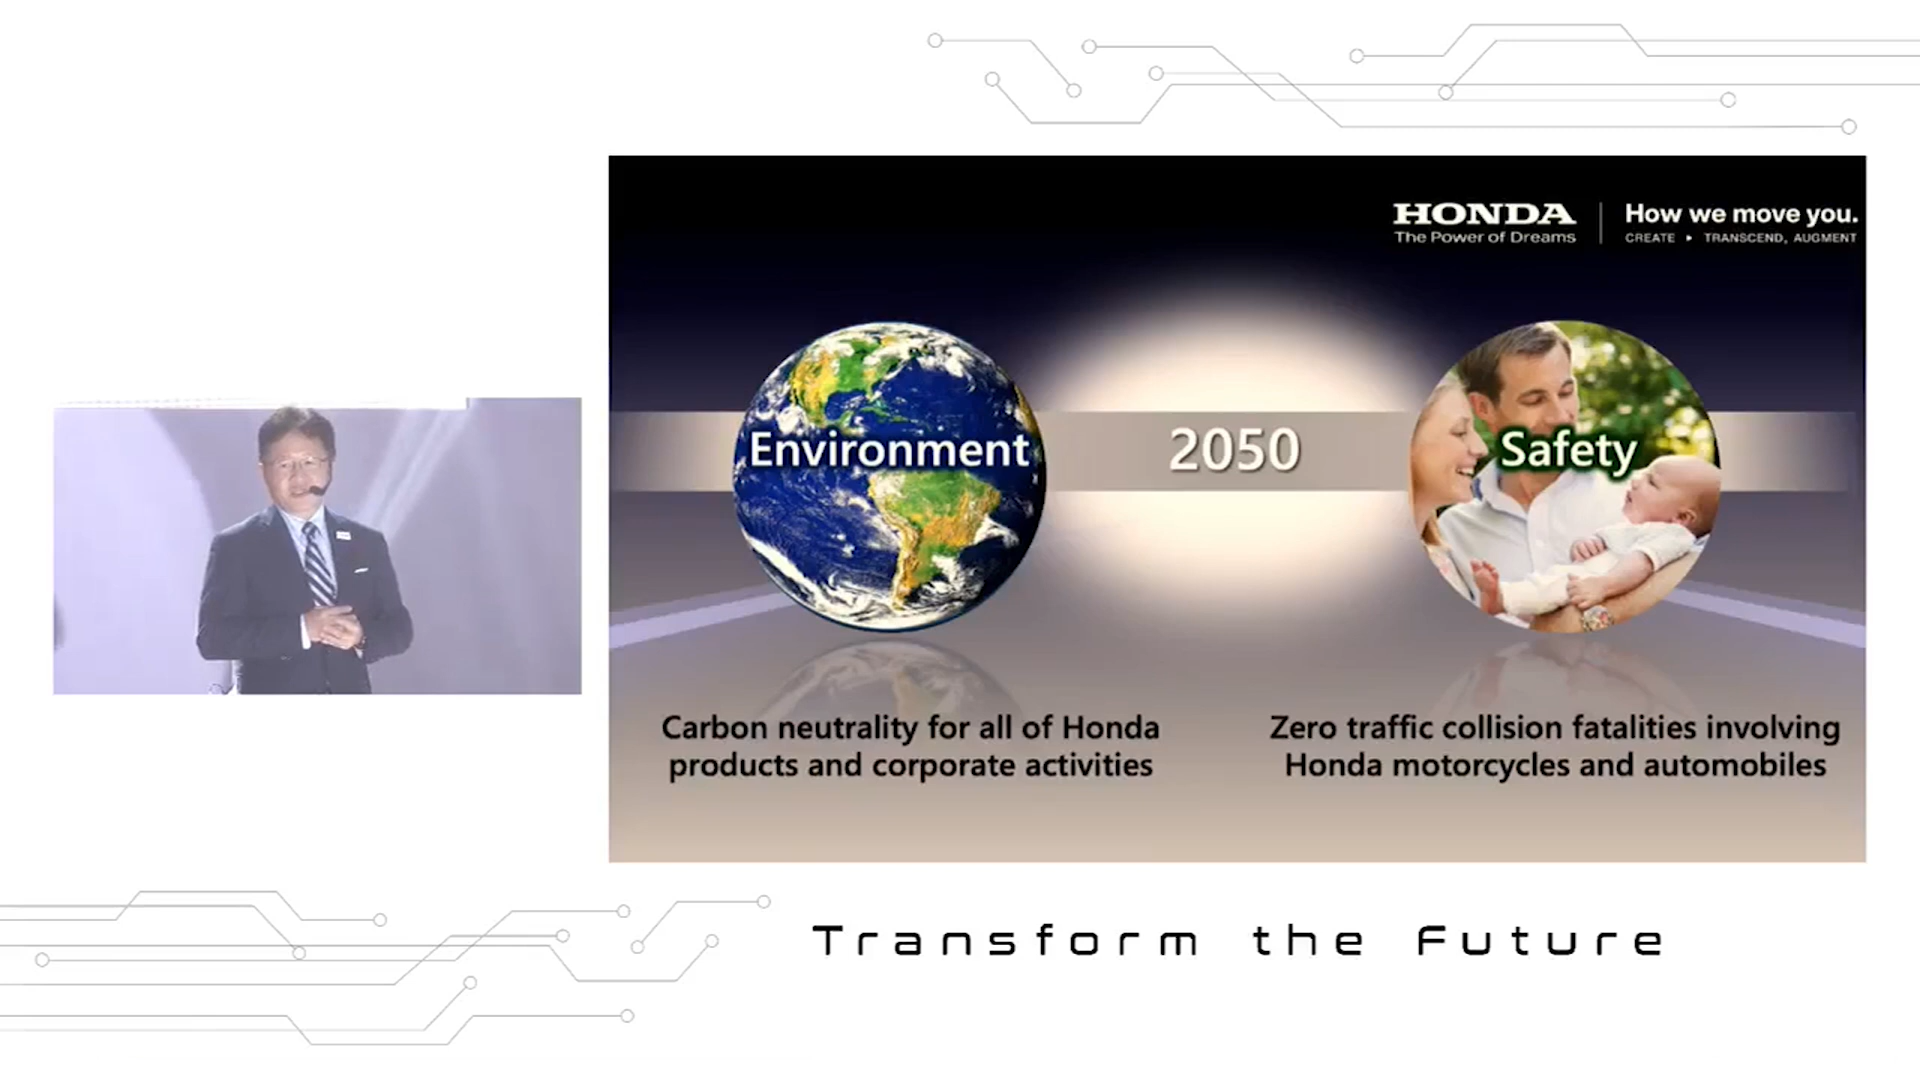 HONDA
The Power of Dreams
How we move you.
CREATE ▸ TRANSCEND, AUGMENT
Environment
2050
Safety
Carbon neutrality for all of Honda
products and corporate activities
Zero traffic collision fatalities involving
Honda motorcycles and automobiles
Transform the Future